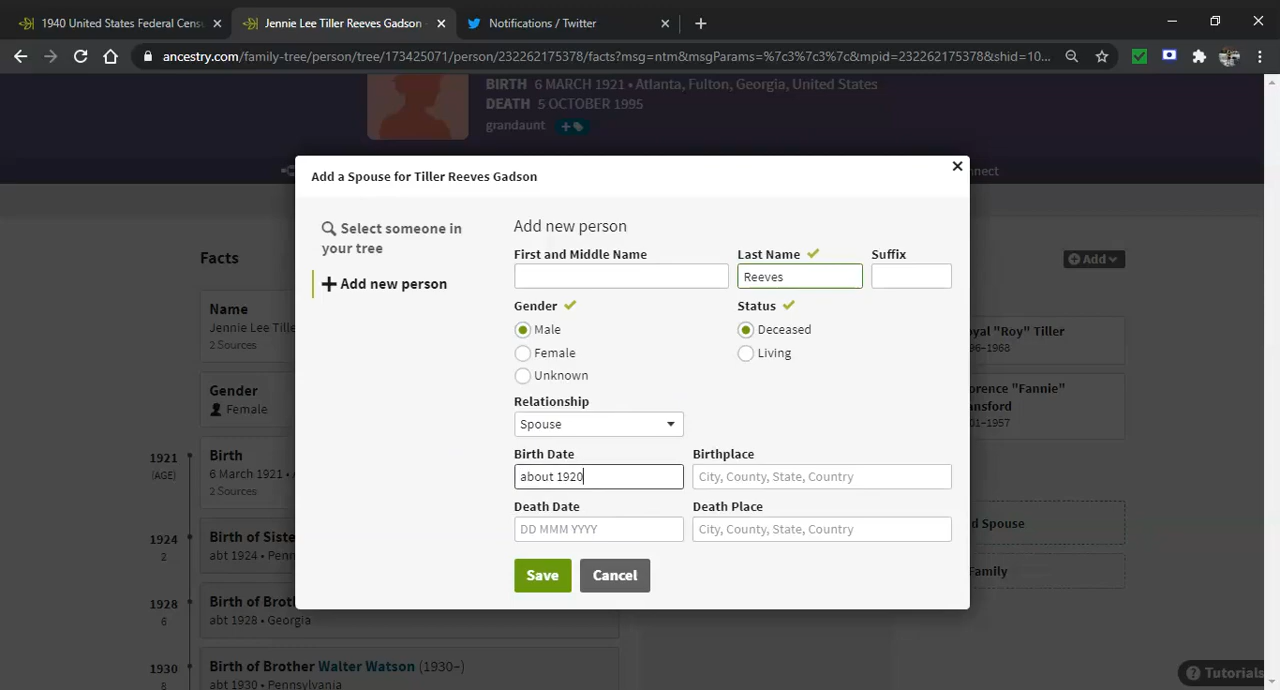 1940 United States Federal Censu
Jennie Lee Tiller Reeves Gadson
Notifications / Twitter
ancestry.com/family-tree/person/tree/173425071/person/232262175378/facts?msg=ntm&msgParams=%7c3%7c3%7c%7c&mpid=232262175378&shid=10...
BIRTH 6 MARCH 1921 • Atlanta, Fulton, Georgia, United States
DEATH 5 OCTOBER 1995
grandaunt
nnect
Add a Spouse for Tiller Reeves Gadson
Select someone in
your tree
Add new person
Add new person
First and Middle Name
Last Name
Suffix
Reeves
Gender
Status
Male
Deceased
Female
Living
Unknown
Relationship
Spouse
Birth Date
Birthplace
about 1920
City, County, State, Country
Death Date
Death Place
DD MMM YYYY
City, County, State, Country
Save
Cancel
Facts
Add
Name
Jennie Lee Tille
2 Sources
Gender
Female
1921
(AGE)
Birth
6 March 1921 •
2 Sources
1924
2
Birth of Siste
abt 1924 • Penn
1928
6
Birth of Brot
abt 1928 • Georgia
1930
8
Birth of Brother Walter Watson (1930–)
abt 1930 • Pennsylvania
yal "Roy" Tiller
96–1968
orence "Fannie"
ansford
01–1957
d Spouse
Family
Tutorials